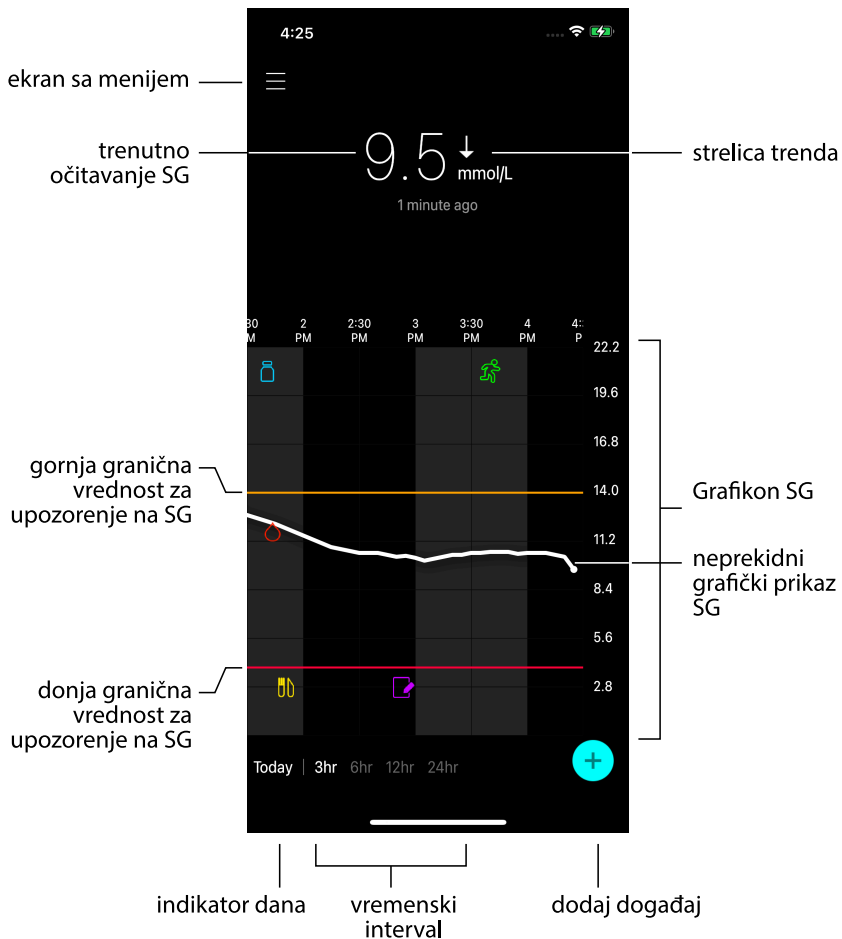 4:25
ekran sa menijem
trenutno
očitavanje SG
9.5
mmol/L
strelica trenda
1 minute ago
30 2 2:30 3 3:30 4 4:
M PM PM PM PM PM P
22.2
19.6
16.8
14.0
11.2
8.4
5.6
2.8
gornja granična
vrednost za
upozorenje na SG
Grafikon SG
neprekidni
grafički prikaz
SG
donja granična
vrednost za
upozorenje na SG
Today 3hr 6hr 12hr 24hr
indikator dana
vremenski
interval
dodaj događaj